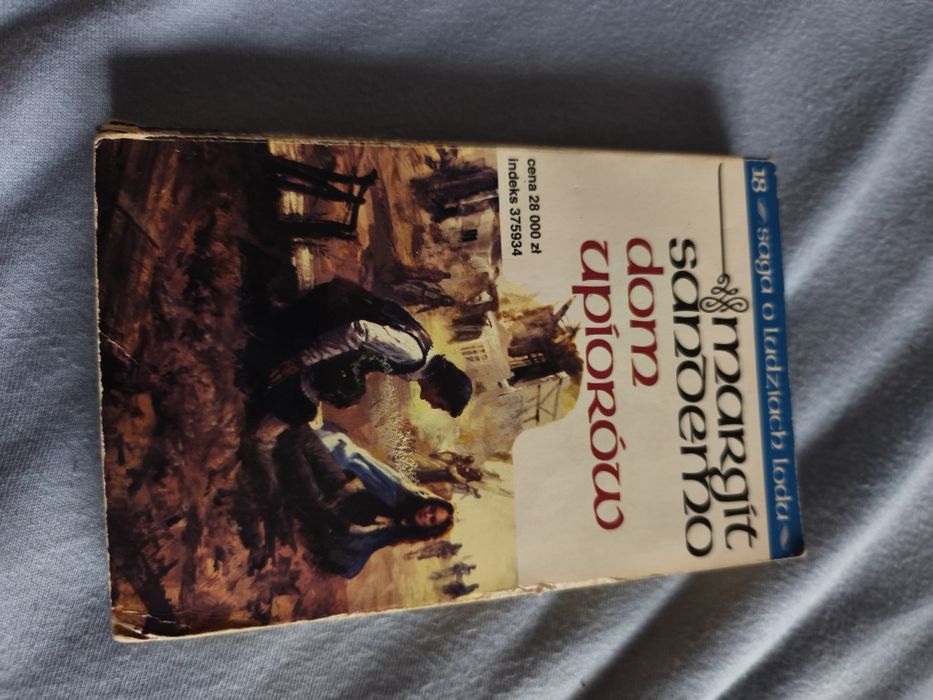 18 saga o ludziach lodu
margit
sandemo
dom
upiorów
cena 28 000 zł
indeks 375934